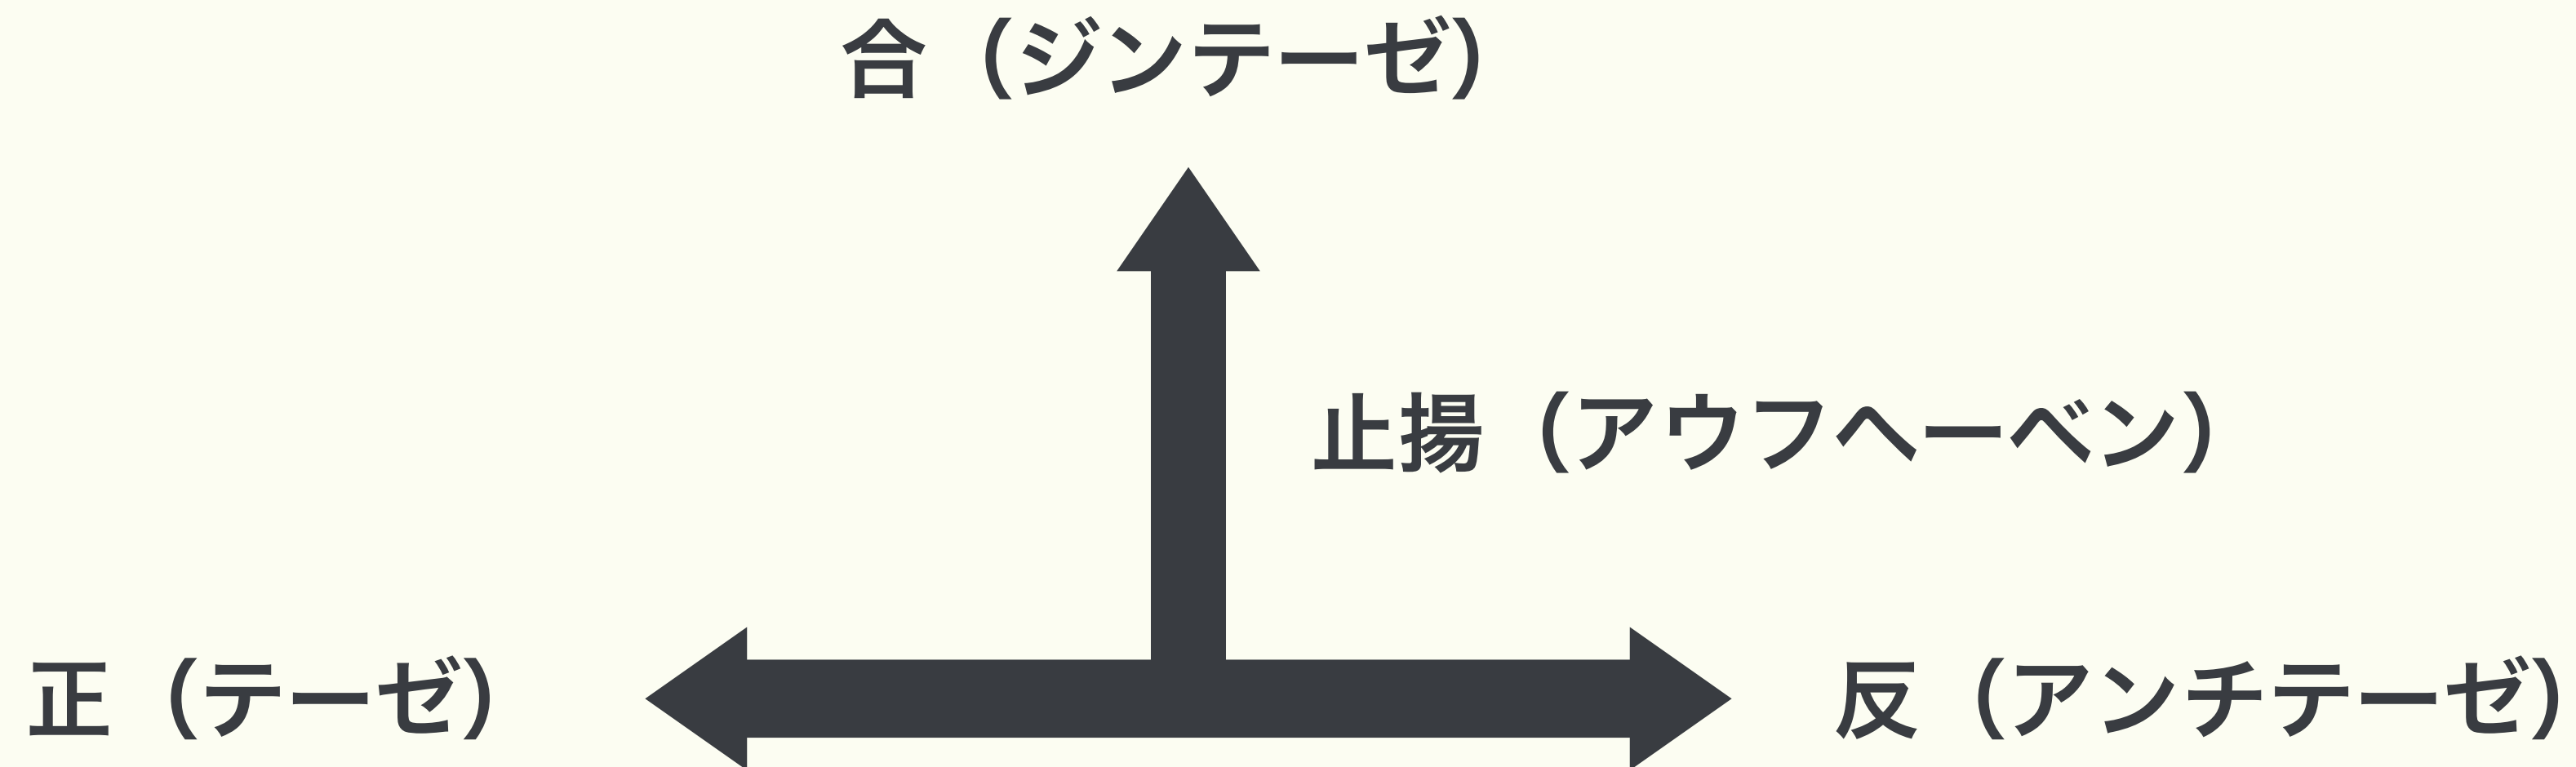 合（ジンテーゼ）
止揚（アウフヘーベン）
正（テーゼ）
反（アンチテーゼ）